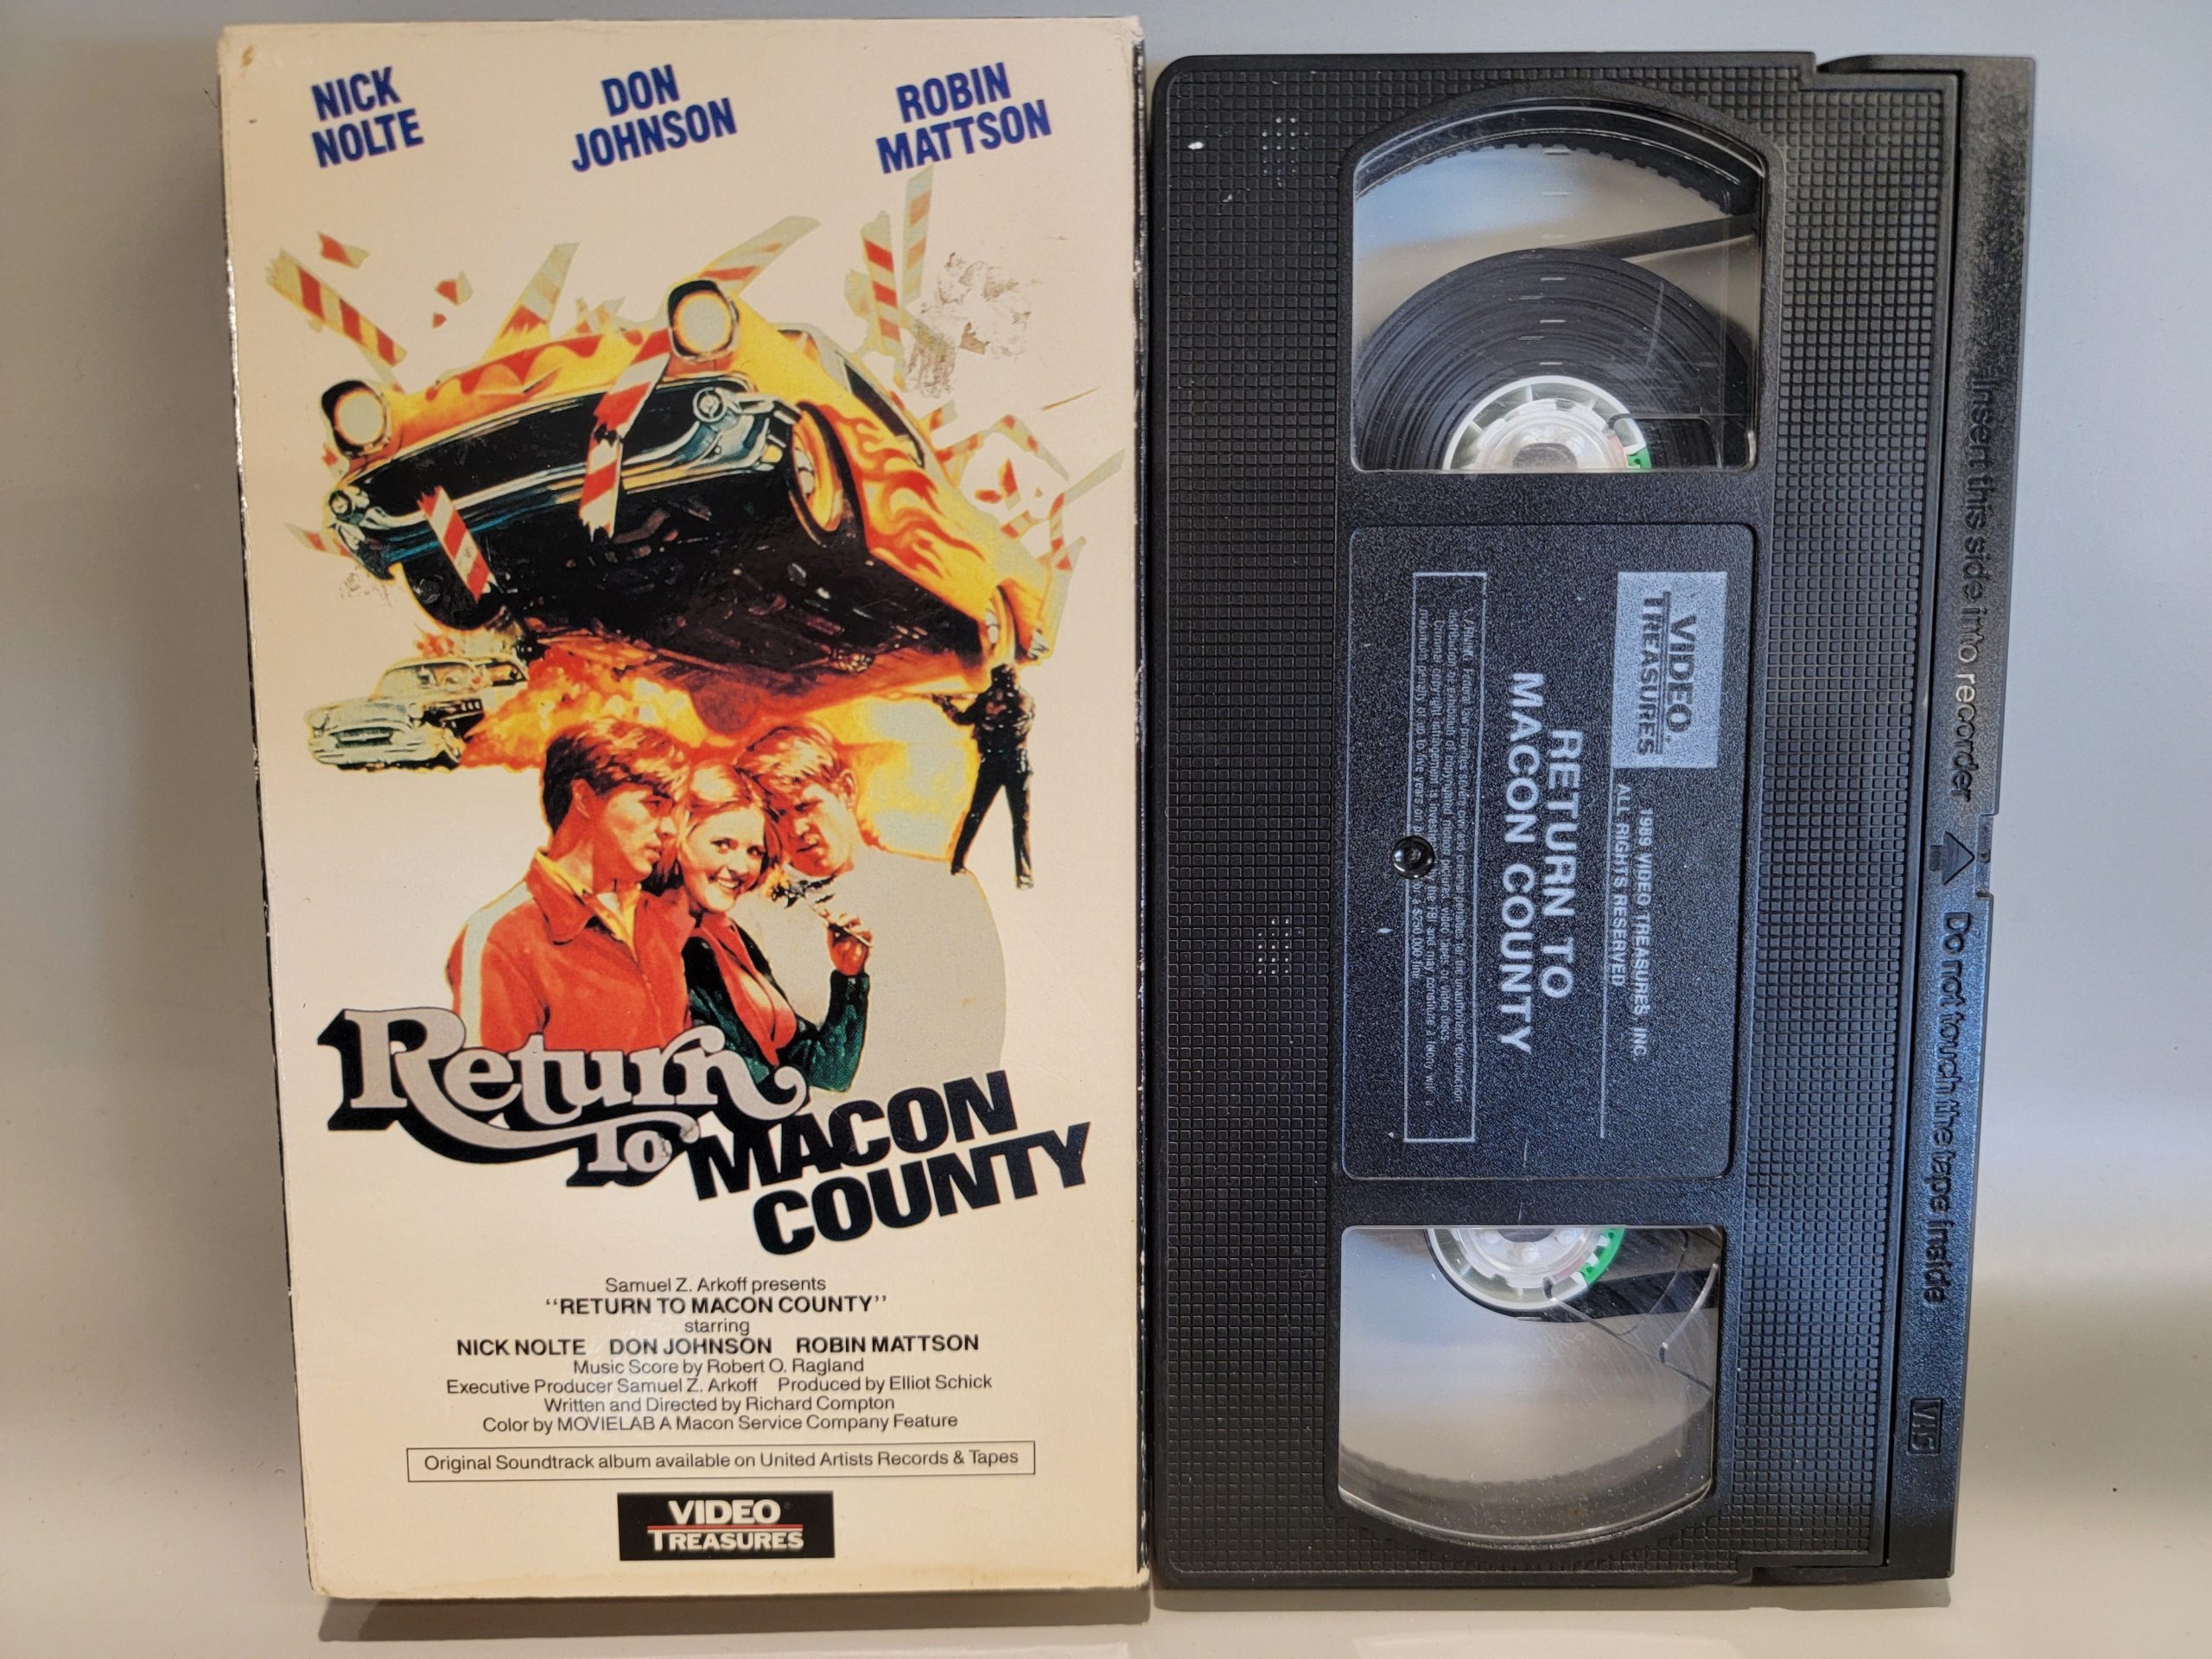 NICK
NOLTE
DON
JOHNSON
ROBIN
MATTSON
Return
To MACON
COUNTY
Samuel Z. Arkoff presents
"RETURN TO MACON COUNTY"
starring
NICK NOLTE DON JOHNSON ROBIN MATTSON
Music Score by Robert O. Ragland
Executive Producer Samuel Z. Arkoff Produced by Elliot Schick
Written and Directed by Richard Compton
Color by MOVIELAB A Macon Service Company Feature
Original Soundtrack album available on United Artists Records & Tapes
VIDEO
TREASURES
VIDEO
TREASURES
1989 VIDEO TREASURES, INC
ALL RIGHTS RESERVED
RETURN TO
MACON COUNTY
Insert this side into recorder
Do not touch the tape inside
VHS